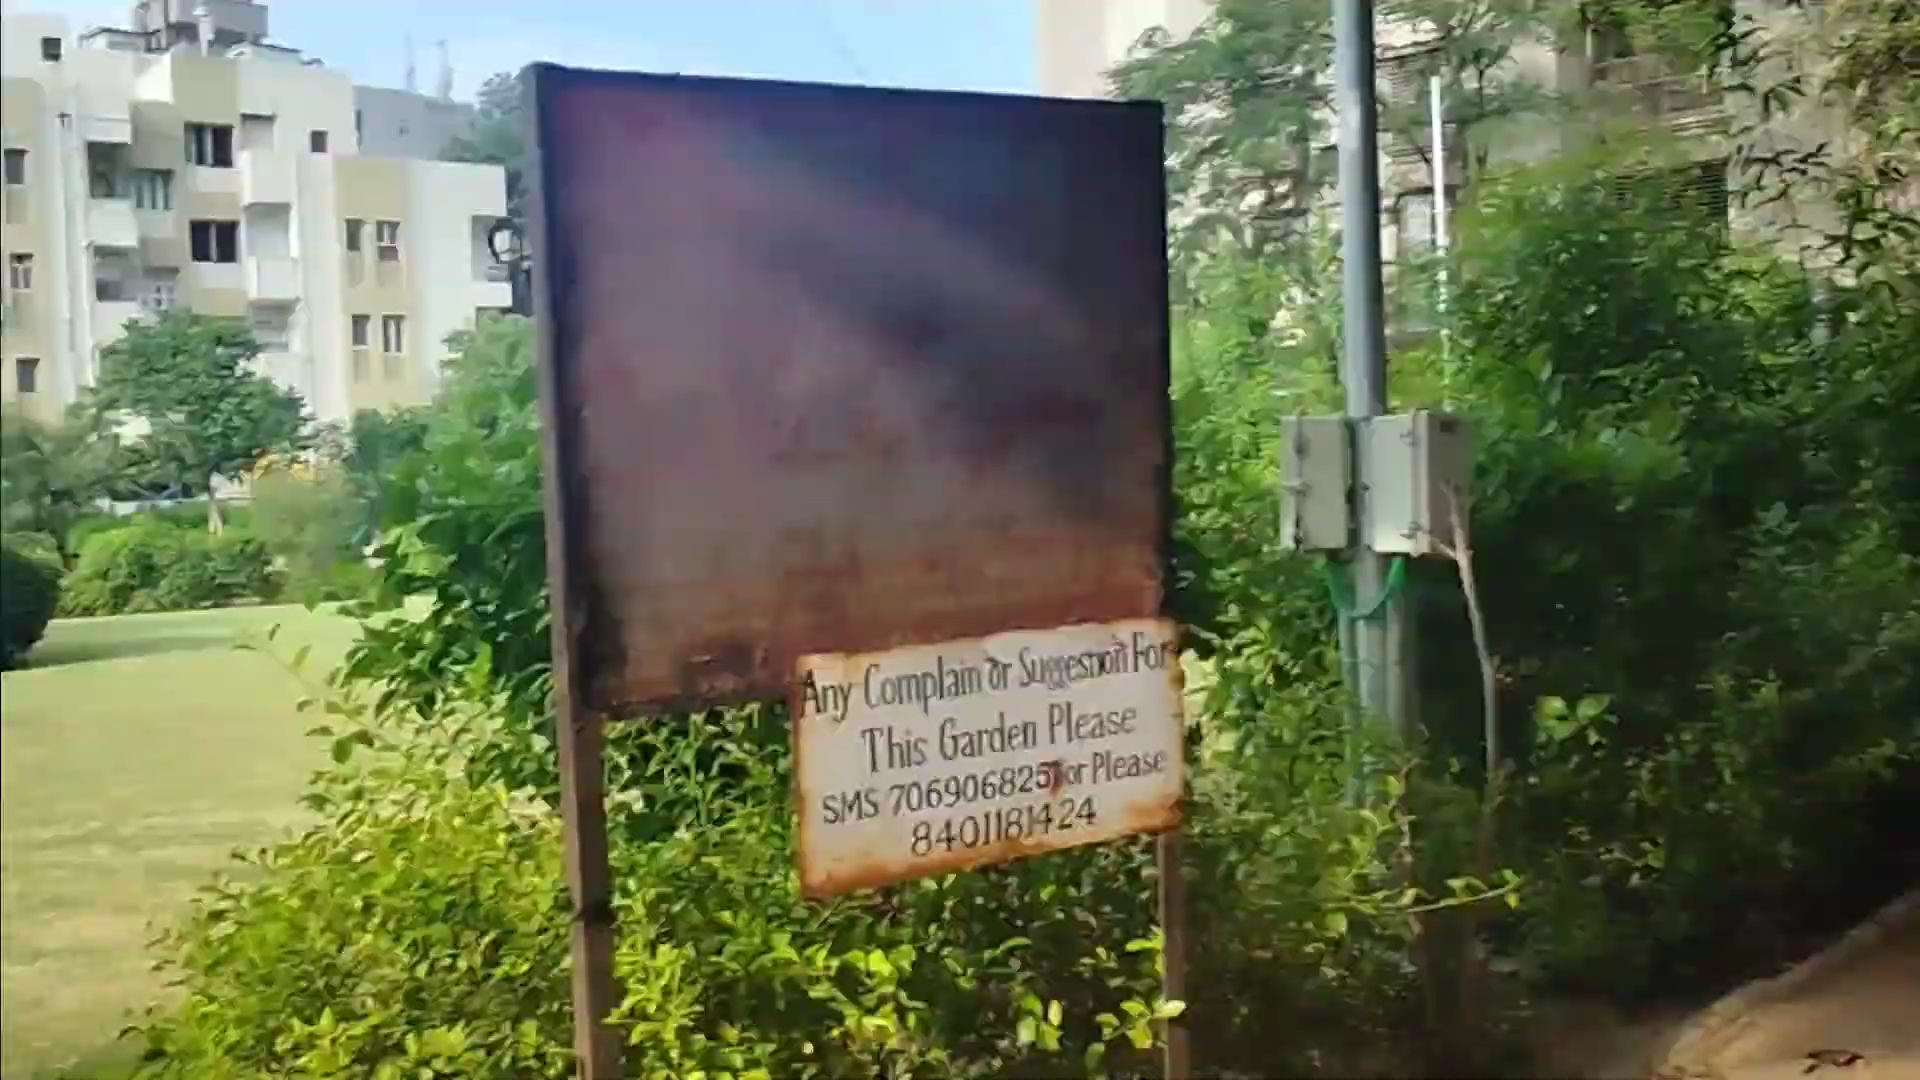 Any Complain or Suggestion For
This Garden Please
SMS 7069068257 or Please
8401181424